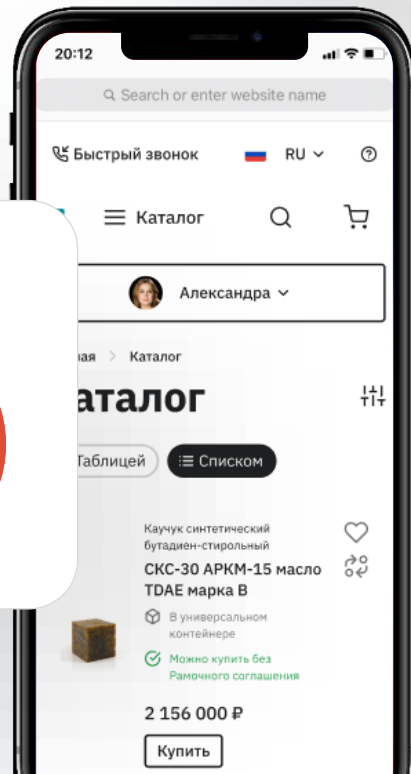 20:12
Search or enter website name
Быстрый звонок RU
Каталог
Александра
ная > Каталог
аталог
Таблицей Списком
Каучук синтетический
бутадиен-стирольный
СКС-30 АРКМ-15 масло
TDAE марка В
В универсальном
контейнере
Можно купить без
Рамочного соглашения
2 156 000 ₽
Купить